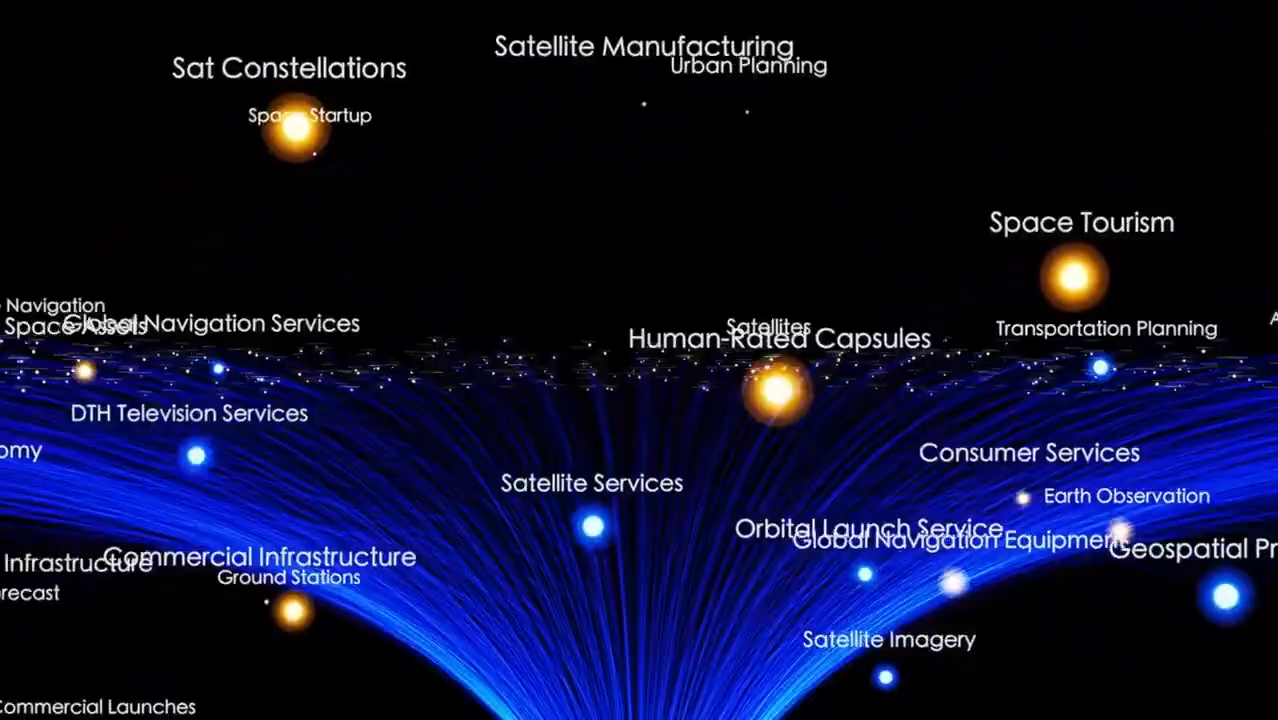 Satellite Manufacturing
Sat Constellations
Urban Planning
Space Startup
Space Tourism
Navigation
Space Assets
Global Navigation Services
Satellites
Human-Rated Capsules
Transportation Planning
DTH Television Services
omy
Consumer Services
Satellite Services
Earth Observation
Orbital Launch Service
Global Navigation Equipment
Geospatial Pr
Infrastructure
Commercial Infrastructure
Ground Stations
recast
Satellite Imagery
Commercial Launches